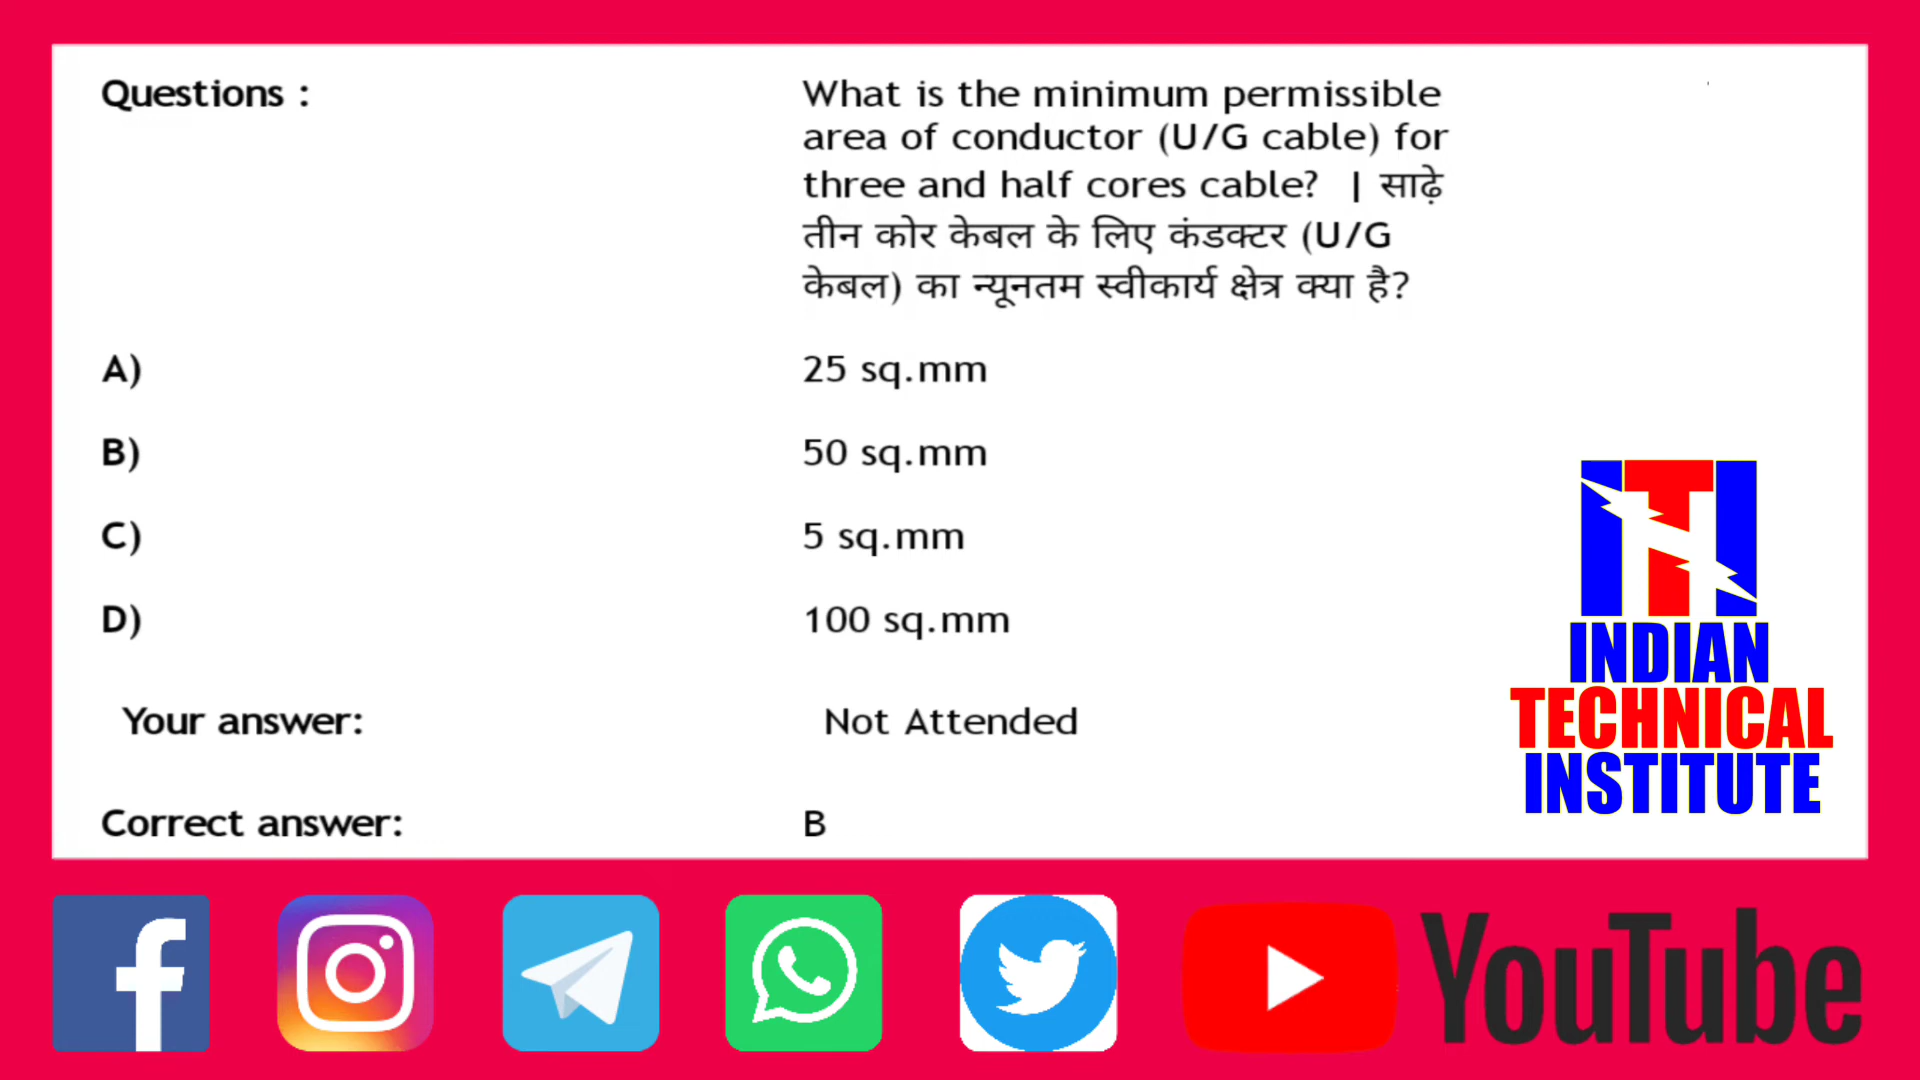 Questions :
What is the minimum permissible
area of conductor (U/G cable) for
three and half cores cable? | साढ़े
तीन कोर केबल के लिए कंडक्टर (U/G
केबल) का न्यूनतम स्वीकार्य क्षेत्र क्या है?
A) 25 sq.mm
B) 50 sq.mm
C) 5 sq.mm
D) 100 sq.mm
Your answer: Not Attended
Correct answer: B
ITI
INDIAN
TECHNICAL
INSTITUTE
YouTube